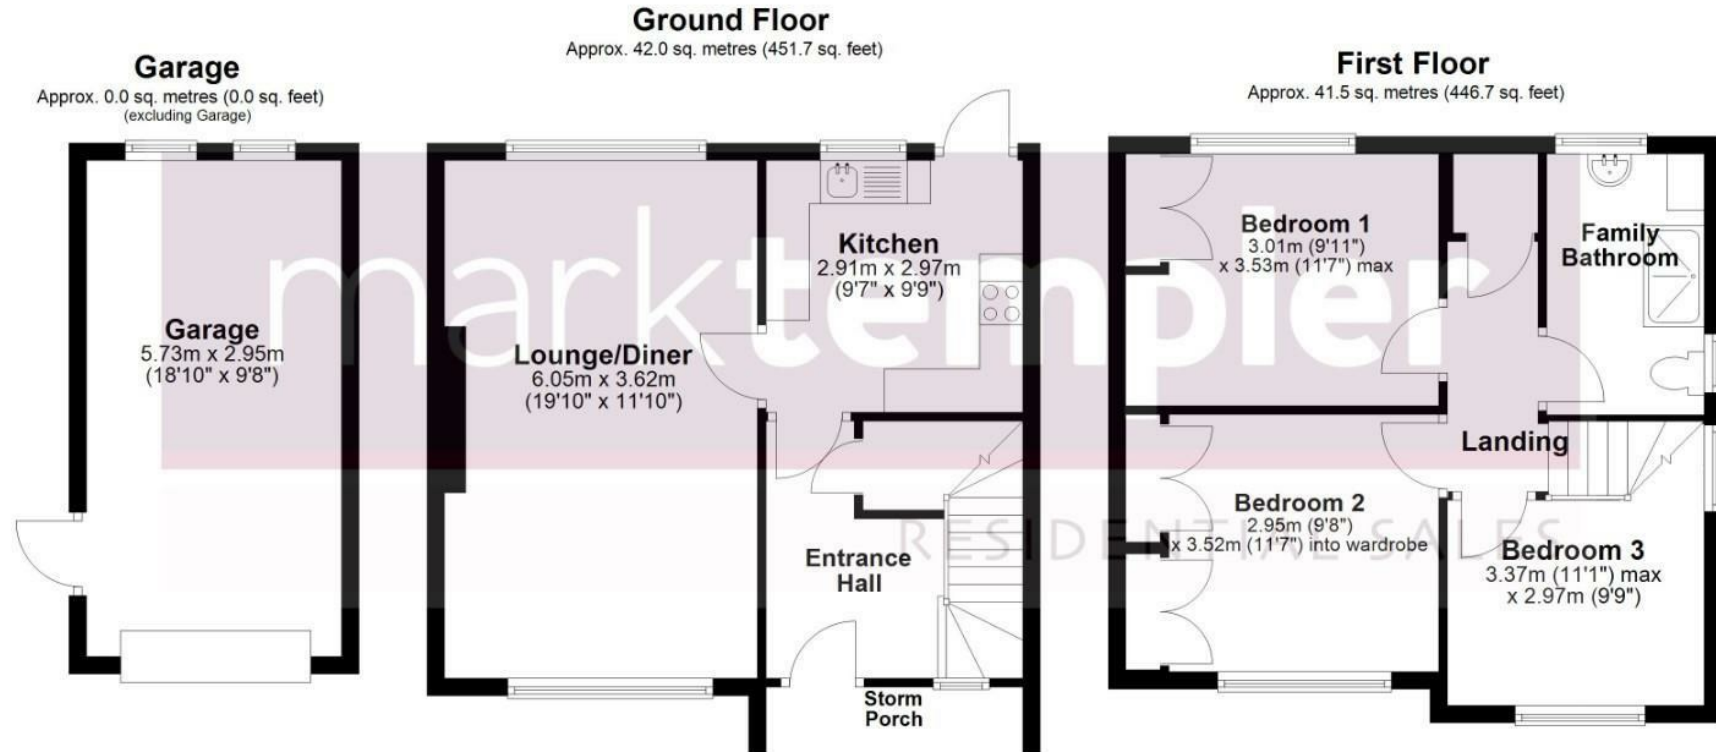 Garage
Approx. 0.0 sq. metres (0.0 sq. feet)
(excluding Garage)
Garage
5.73m x 2.95m
(18'10" x 9'8")
Ground Floor
Approx. 42.0 sq. metres (451.7 sq. feet)
Kitchen
2.91m x 2.97m
(9'7" x 9'9")
Lounge/Diner
6.05m x 3.62m
(19'10" x 11'10")
Entrance
Hall
Storm
Porch
First Floor
Approx. 41.5 sq. metres (446.7 sq. feet)
Bedroom 1
3.01m (9'11")
x 3.53m (11'7") max
Family
Bathroom
Landing
Bedroom 2
2.95m (9'8")
x 3.52m (11'7") into wardrobe
Bedroom 3
3.37m (11'1") max
x 2.97m (9'9")
marktempler
RESIDENTIAL SALES